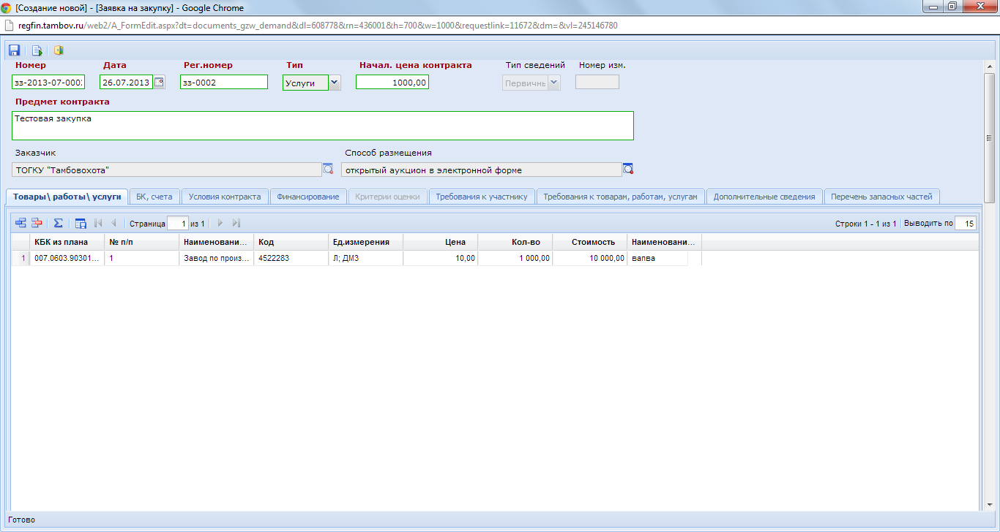 [Создание новой] - [Заявка на закупку] - Google Chrome
regfin.tambov.ru/web2/A_FormEdit.aspx?dt=documents_gzw_demand&dl=608778&rn=436001&h=700&w=1000&requestlink=11672&dm=&vl=245146780
Номер Дата Рег.номер Тип Начал. цена контракта Тип сведений Номер изм.
зз-2013-07-000 26.07.2013 зз-0002 Услуги 1000,00 Первичнь
Предмет контракта
Тестовая закупка
Заказчик Способ размещения
ТОГКУ "Тамбовохота" открытый аукцион в электронной форме
Товары\ работы\ услуги БК, счета Условия контракта Финансирование Критерии оценки Требования к участнику Требования к товарам, работам, услугам Дополнительные сведения Перечень запасных частей
Страница 1 из 1 Строки 1 - 1 из 1 Выводить по 15
КБК из плана № п/п Наименовани... Код Ед.измерения Цена Кол-во Стоимость Наименовани...
1 007.0603.90301... 1 Завод по произ... 4522283 Л; ДМ3 10,00 1 000,00 10 000,00 вапва
Готово